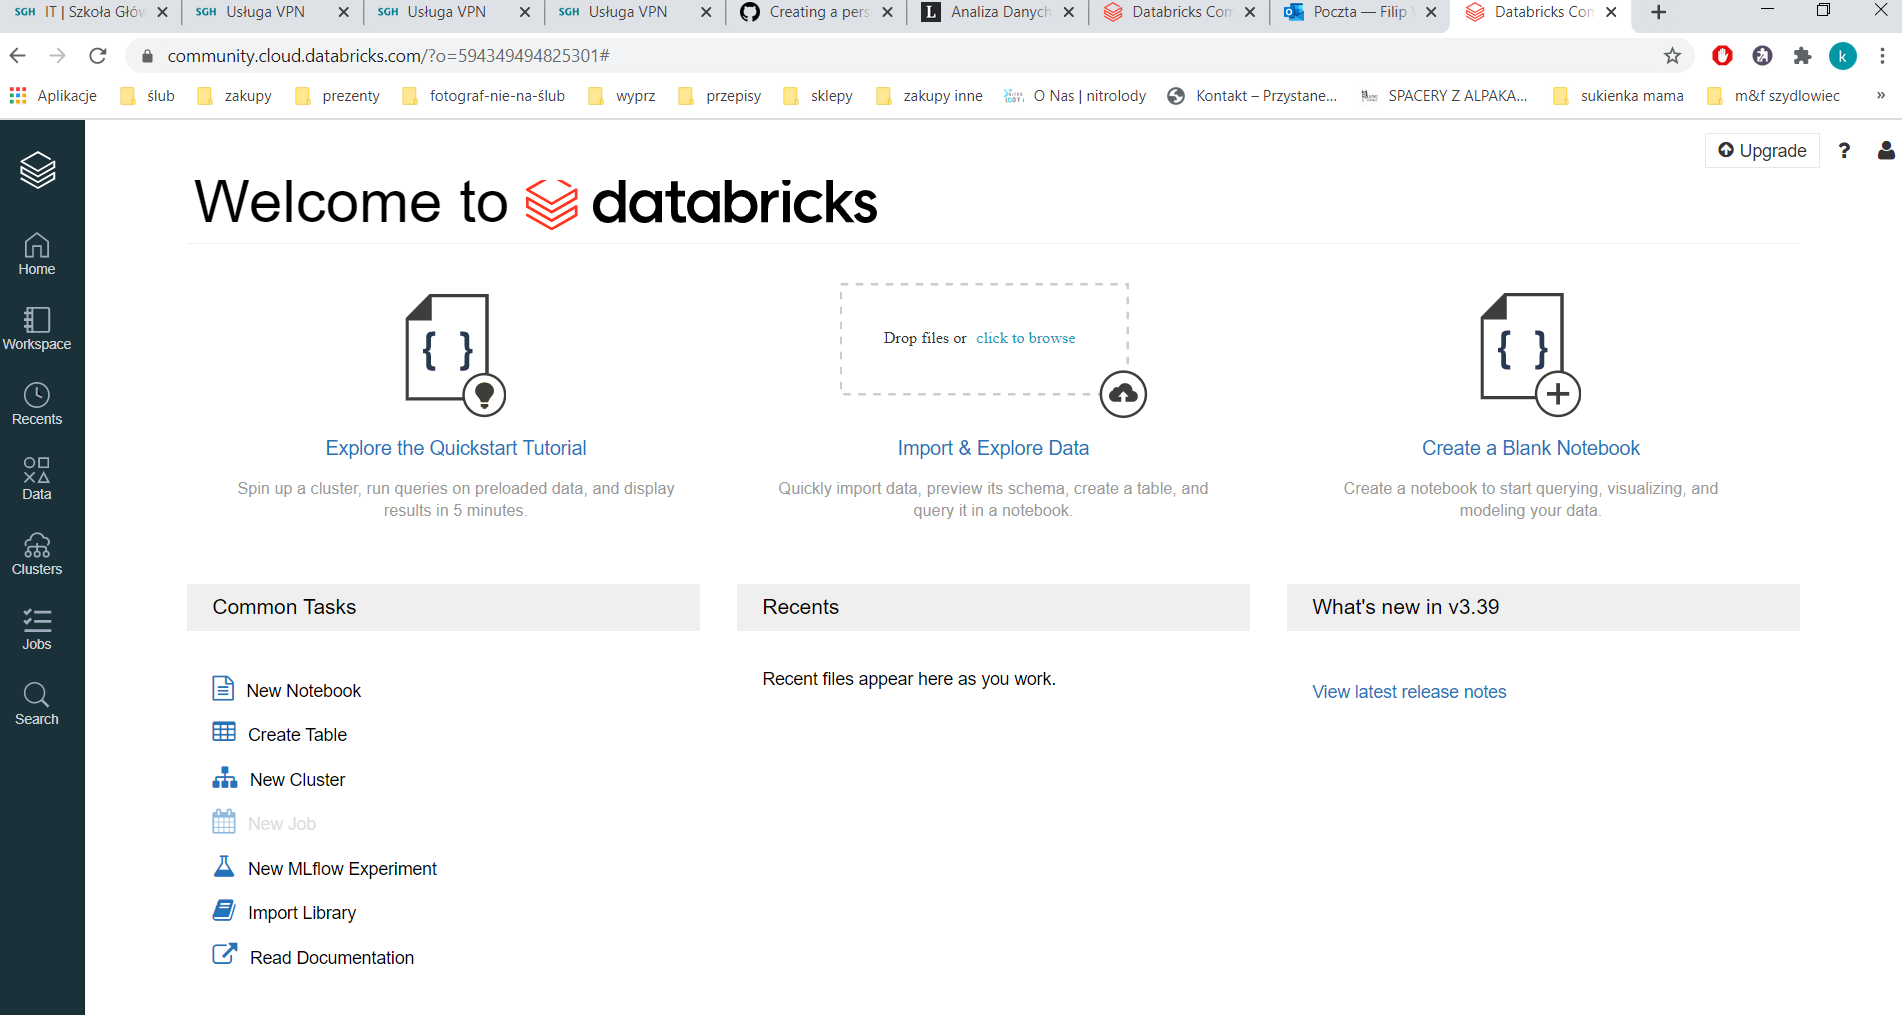 SGH IT | Szkoła Głów
SGH Usługa VPN
SGH Usługa VPN
SGH Usługa VPN
Creating a pers
L Analiza Danych
Databricks Com
Poczta — Filip
Databricks Com
community.cloud.databricks.com/?o=594349494825301#
k
Aplikacje
ślub
zakupy
prezenty
fotograf-nie-na-ślub
wyprz
przepisy
sklepy
zakupy inne
O Nas | nitrolody
Kontakt – Przystane...
SPACERY Z ALPAKA...
sukienka mama
m&f szydlowiec
»
Upgrade ?
Welcome to databricks
Home
Workspace
Recents
Data
Clusters
Jobs
Search
{ }
Explore the Quickstart Tutorial
Spin up a cluster, run queries on preloaded data, and display
results in 5 minutes.
Drop files or click to browse
Import & Explore Data
Quickly import data, preview its schema, create a table, and
query it in a notebook.
{ }
Create a Blank Notebook
Create a notebook to start querying, visualizing, and
modeling your data.
Common Tasks
New Notebook
Create Table
New Cluster
New Job
New MLflow Experiment
Import Library
Read Documentation
Recents
Recent files appear here as you work.
What's new in v3.39
View latest release notes